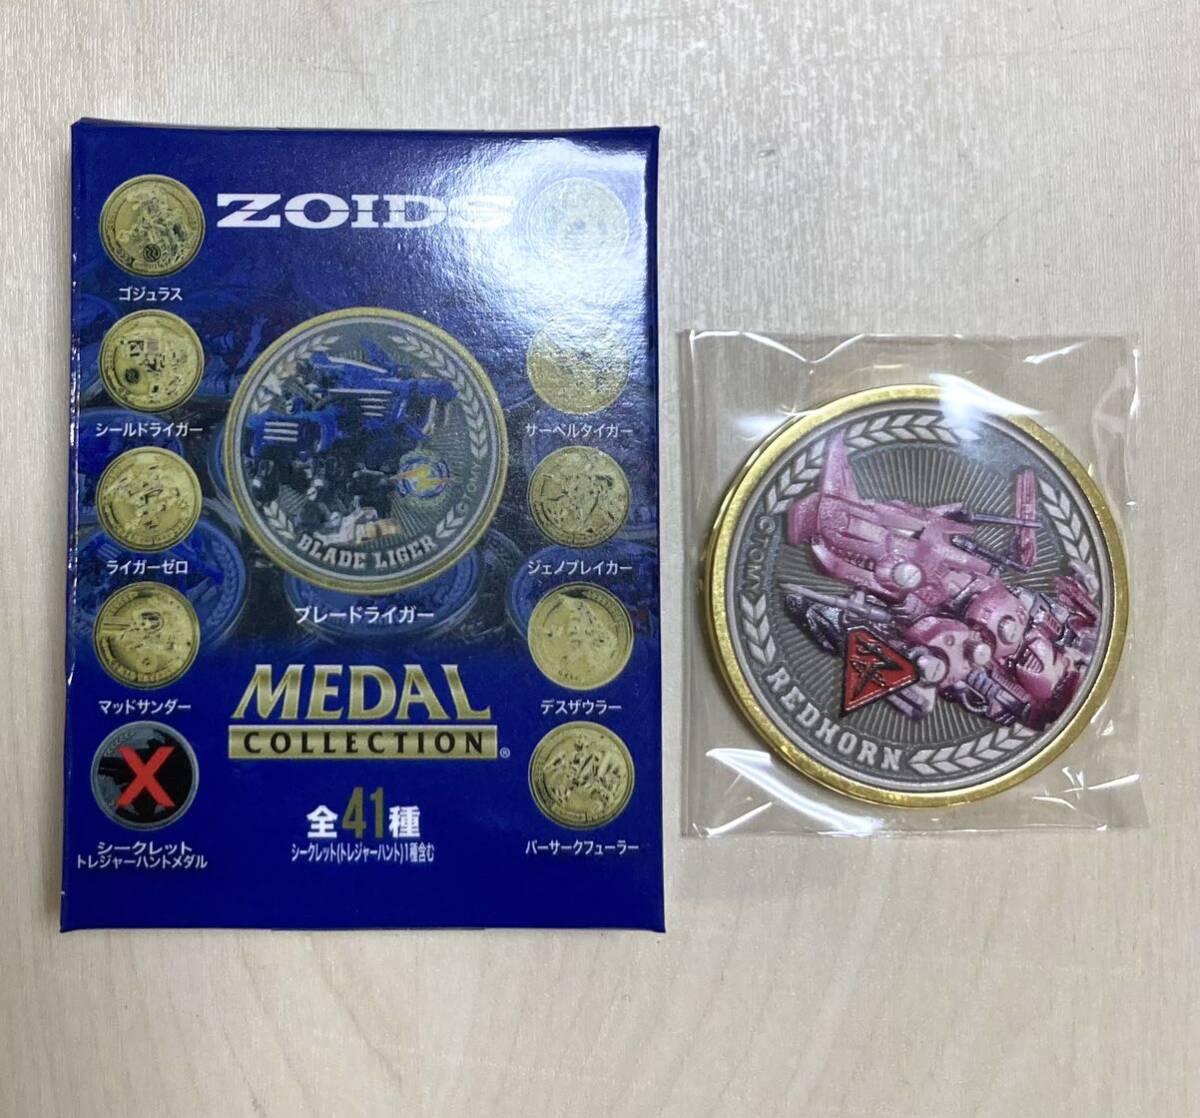 ZOIDS
ゴジュラス
シールドライガー
サーベルタイガー
BLADE LIGER
©TOMY
ライガーゼロ
ジェノブレイカー
ブレードライガー
MEDAL
COLLECTION®
マッドサンダー
デスザウラー
X
全41種
シークレット(トレジャーハント)1種含む
シークレット
トレジャーハントメダル
バーサークフューラー
©TOMY
REDHORN